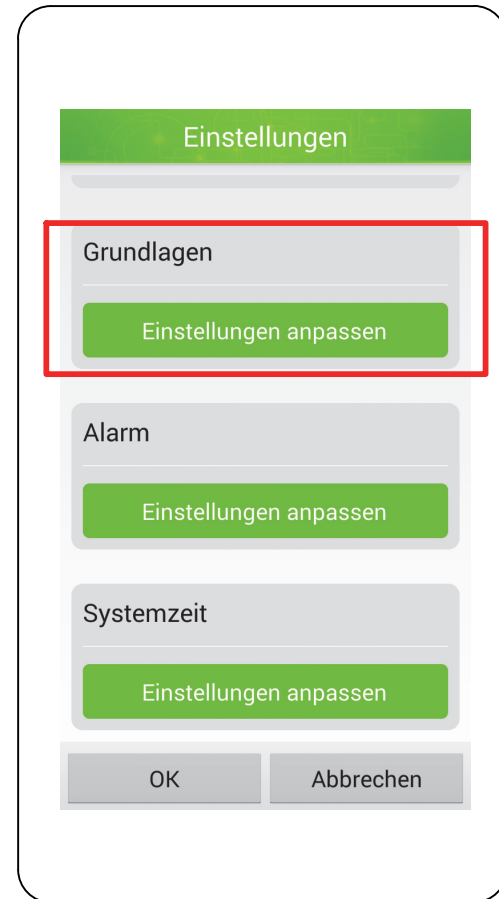 Einstellungen
Grundlagen
Einstellungen anpassen
Alarm
Einstellungen anpassen
Systemzeit
Einstellungen anpassen
OK Abbrechen